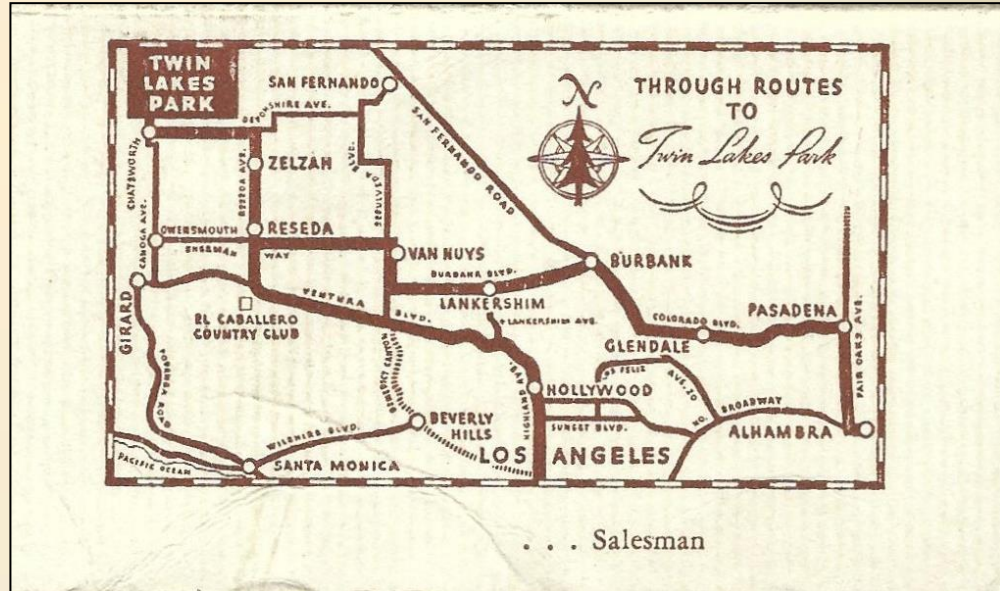 TWIN
LAKES
PARK
SAN FERNANDO
DEVONSHIRE AVE.
THROUGH ROUTES
TO
Twin Lakes Park
N
SAN FERNANDO ROAD
CHATSWORTH
ZELZAH
RESEDA AVE.
SEPULVEDA BLVD.
CANOGA AVE.
OWENSMOUTH
RESEDA
SHERMAN WAY
VAN NUYS
BURBANK
BURBANK BLVD.
LANKERSHIM
LANKERSHIM AVE.
GIRARD
VENTURA BLVD.
EL CABALLERO
COUNTRY CLUB
PASADENA
COLORADO BLVD.
GLENDALE
FAIR OAKS AVE.
TOPANGA ROAD
BENEDICT CANYON
HOLLYWOOD
LOS FELIZ
AVE. 20
NO. BROADWAY
HIGHLAND AVE.
SUNSET BLVD.
ALHAMBRA
BEVERLY
HILLS
WILSHIRE BLVD.
LOS ANGELES
PACIFIC OCEAN
SANTA MONICA
. . . Salesman